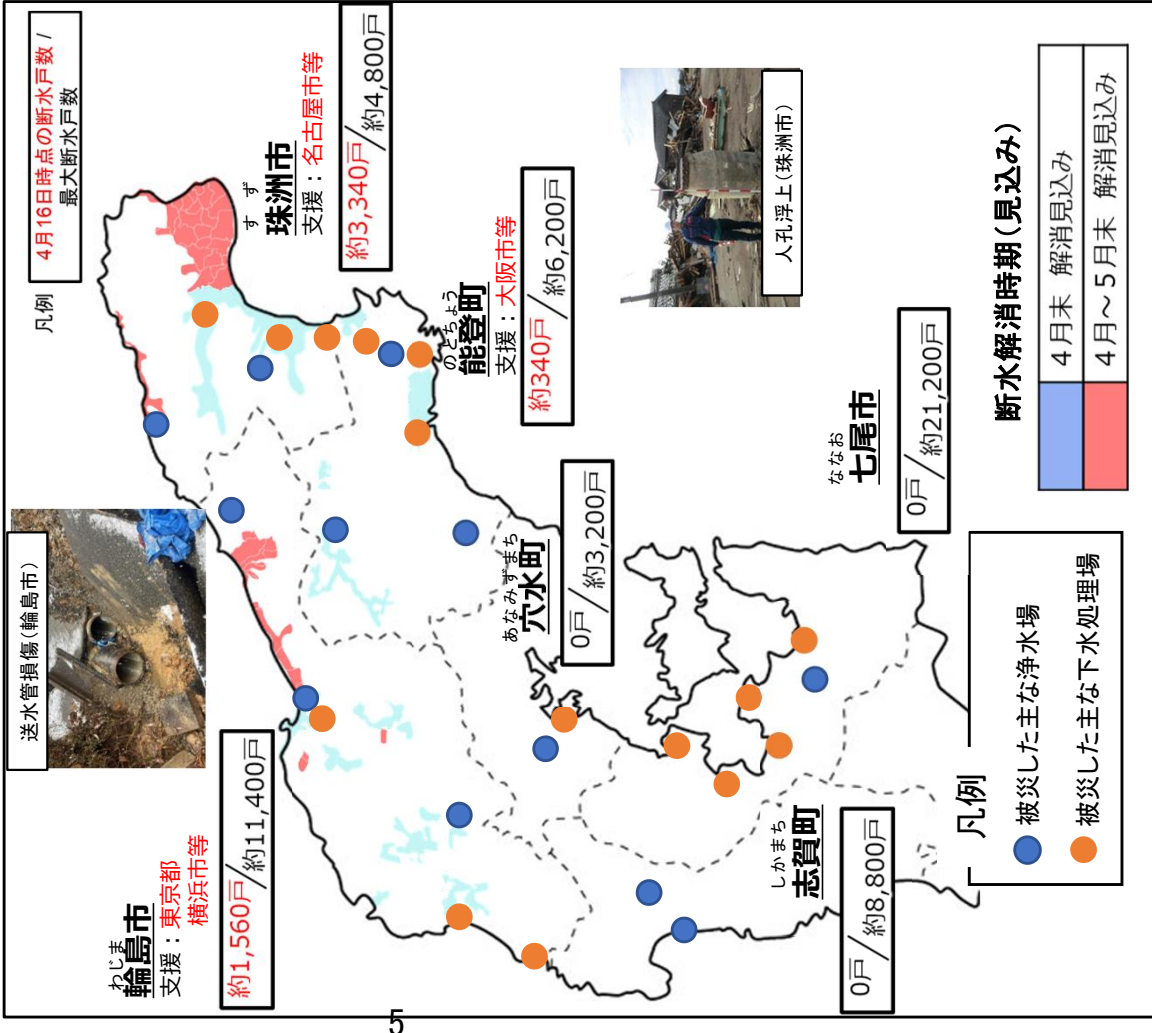 凡例
4月16日時点の断水戸数 /
最大断水戸数
送水管損傷(輪島市)
わじま
輪島市
支援：東京都
横浜市等
約1,560戸/約11,400戸
すず
珠洲市
支援：名古屋市等
約3,340戸/約4,800戸
のとちょう
能登町
支援：大阪市等
約340戸/約6,200戸
あなみずまち
穴水町
0戸/約3,200戸
人孔浮上(珠洲市)
ななお
七尾市
0戸/約21,200戸
しかまち
志賀町
0戸/約8,800戸
凡例
被災した主な浄水場
被災した主な下水処理場
断水解消時期(見込み)
４月末 解消見込み
４月～５月末 解消見込み
5